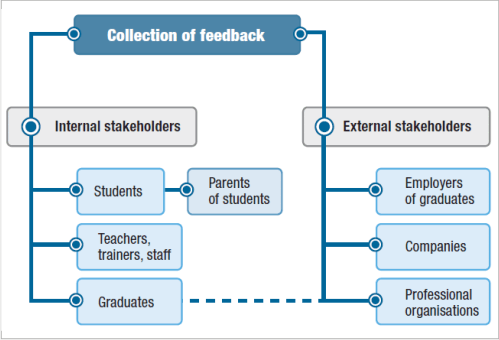 Collection of feedback
Internal stakeholders
External stakeholders
Students
Parents
of students
Employers
of graduates
Teachers,
trainers, staff
Companies
Graduates
Professional
organisations